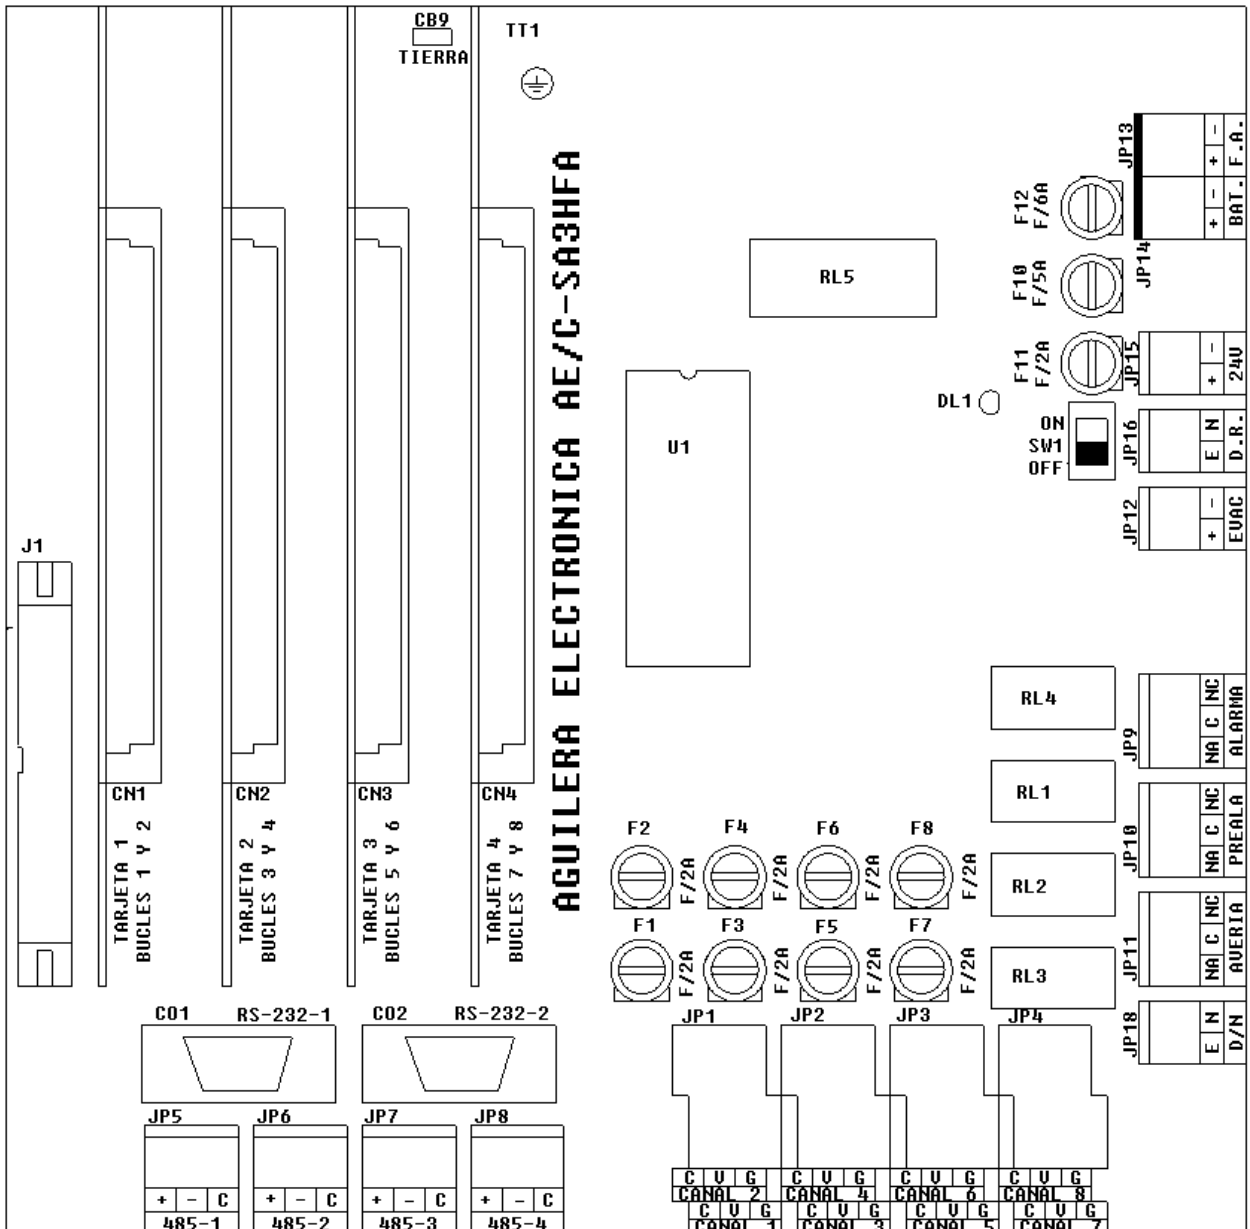 CB9
TIERRA
TT1
AGUILERA ELECTRONICA AE/C-SA3HFA
JP13
- +
F.A.
- +
BAT.
JP14
F12
F/6A
F10
F/5A
F11
F/2A
RL5
JP15
- +
24V
DL1
ON
SW1
OFF
JP16
E N
D.R.
U1
JP12
+ -
EVAC
J1
RL4
JP9
NA C NC
ALARMA
RL1
JP10
NA C NC
PREALA
RL2
JP11
NA C NC
AVERIA
RL3
JP18
E N
D/N
CN1
CN2
CN3
CN4
TARJETA 1
BUCLES 1 Y 2
TARJETA 2
BUCLES 3 Y 4
TARJETA 3
BUCLES 5 Y 6
TARJETA 4
BUCLES 7 Y 8
F2
F/2A
F4
F/2A
F6
F/2A
F8
F/2A
F1
F/2A
F3
F/2A
F5
F/2A
F7
F/2A
CO1 RS-232-1
CO2 RS-232-2
JP1
JP2
JP3
JP4
JP5
JP6
JP7
JP8
C V G
CANAL 2
C V G
CANAL 4
C V G
CANAL 6
C V G
CANAL 8
+ - C
485-1
+ - C
485-2
+ - C
485-3
+ - C
485-4
C V G
CANAL 1
C V G
CANAL 3
C V G
CANAL 5
C V G
CANAL 7